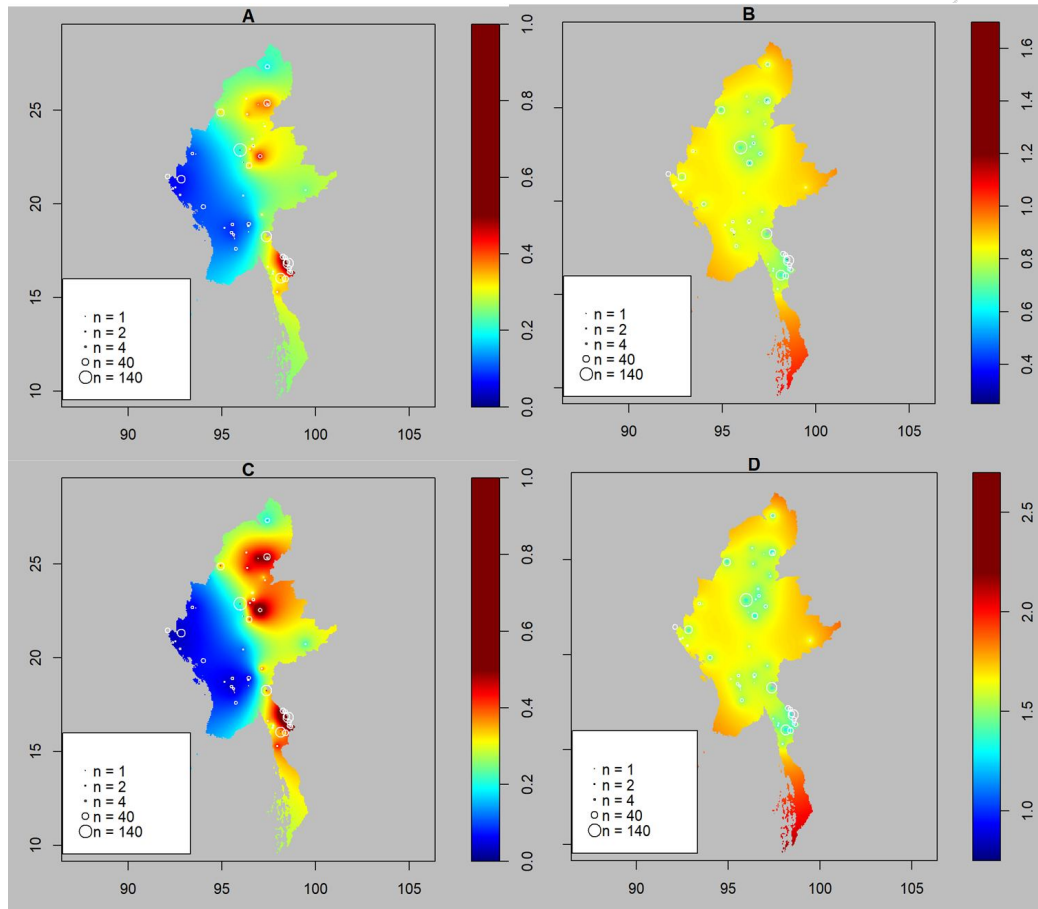 A
B
25
20
15
10
90
95
100
105
n = 1
n = 2
n = 4
n = 40
n = 140
0.0
0.2
0.4
0.6
0.8
1.0
90
95
100
105
n = 1
n = 2
n = 4
n = 40
n = 140
0.4
0.6
0.8
1.0
1.2
1.4
1.6
C
D
25
20
15
10
90
95
100
105
n = 1
n = 2
n = 4
n = 40
n = 140
0.0
0.2
0.4
0.6
0.8
1.0
90
95
100
105
n = 1
n = 2
n = 4
n = 40
n = 140
1.0
1.5
2.0
2.5